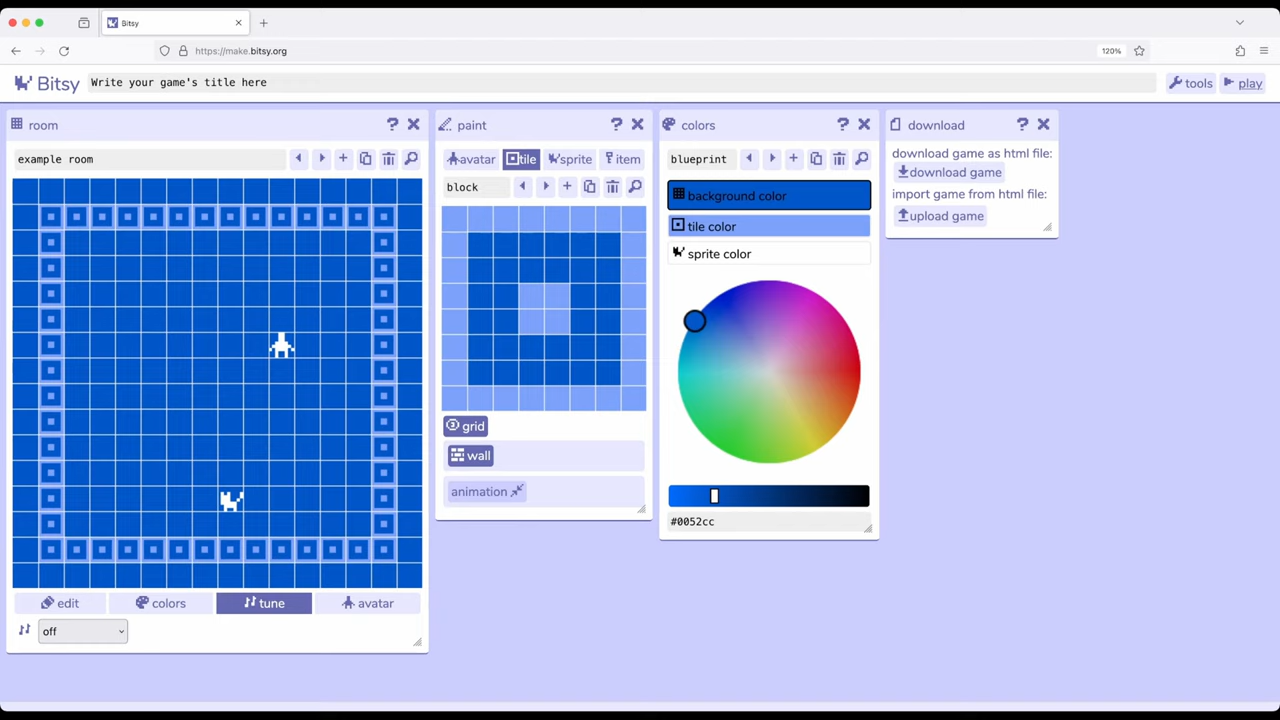 Bitsy
https://make.bitsy.org
120%
Bitsy
Write your game's title here
tools
play
room
?
example room
edit
colors
tune
avatar
off
paint
?
avatar
tile
sprite
item
block
grid
wall
animation
colors
?
blueprint
background color
tile color
sprite color
#0052cc
download
?
download game as html file:
download game
import game from html file:
upload game